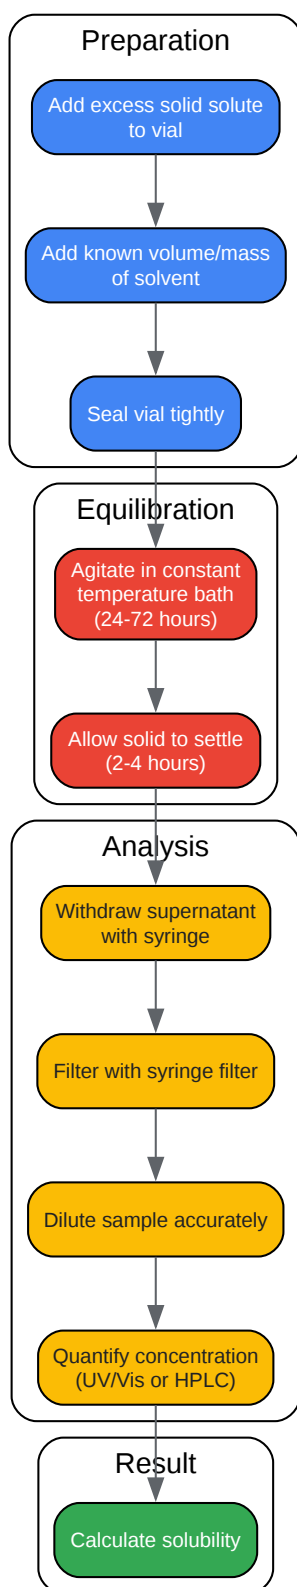 Preparation
Add excess solid solute
to vial
Add known volume/mass
of solvent
Seal vial tightly
Equilibration
Agitate in constant
temperature bath
(24-72 hours)
Allow solid to settle
(2-4 hours)
Analysis
Withdraw supernatant
with syringe
Filter with syringe filter
Dilute sample accurately
Quantify concentration
(UV/Vis or HPLC)
Result
Calculate solubility